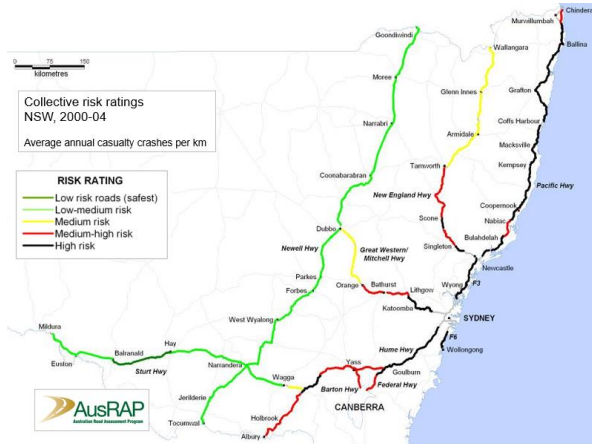 Chindera
Murwillumbah
Goondiwindi
Wallangara
Ballina
0 75 150
kilometres
Moree
Glenn Innes
Grafton
Collective risk ratings
NSW, 2000-04
Average annual casualty crashes per km
Narrabri
Coffs Harbour
Armidale
Macksville
Tamworth
Kempsey
Coonabarabran
RISK RATING
Low risk roads (safest)
Low-medium risk
Medium risk
Medium-high risk
High risk
New England Hwy
Pacific Hwy
Coopernook
Scone
Nabiac
Dubbo
Bulahdelah
Newell Hwy
Great Western/
Mitchell Hwy
Singleton
Newcastle
Parkes
Orange
Bathurst
Lithgow
Wyong
F3
Forbes
Katoomba
SYDNEY
West Wyalong
Mildura
F6
Balranald
Hay
Hume Hwy
Wollongong
Euston
Sturt Hwy
Narrandera
Yass
Wagga
Goulburn
Barton Hwy
Federal Hwy
Jerilderie
CANBERRA
Holbrook
AusRAP
Australian Road Assessment Program
Tocumwal
Albury